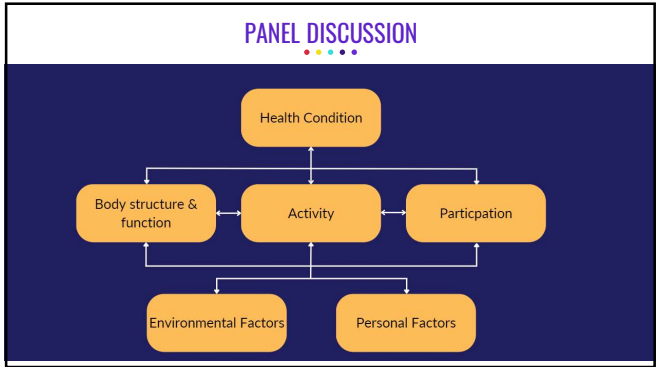 PANEL DISCUSSION
Health Condition
Body structure &
function
Activity
Particpation
Environmental Factors
Personal Factors